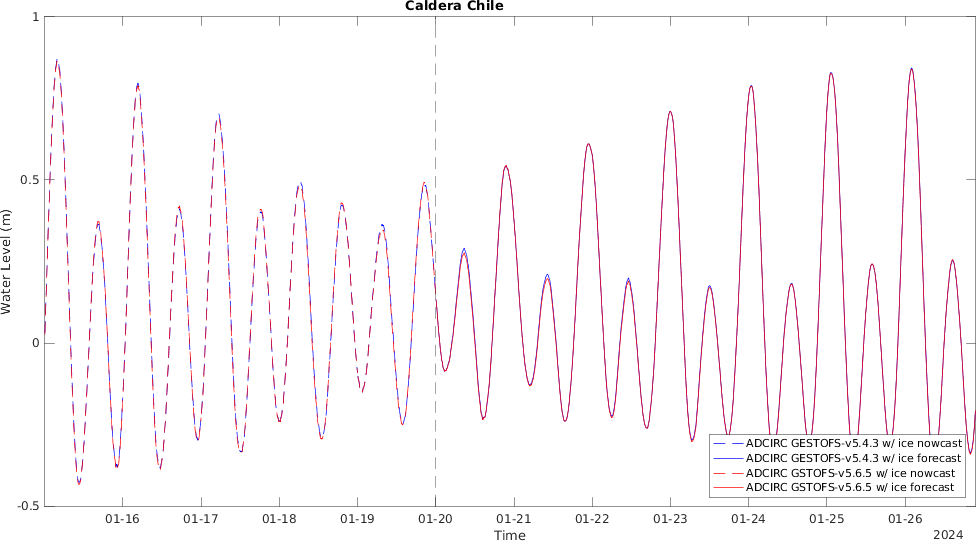 Caldera Chile
1
0.5
0
-0.5
Water Level (m)
ADCIRC GESTOFS-v5.4.3 w/ ice nowcast
ADCIRC GESTOFS-v5.4.3 w/ ice forecast
ADCIRC GSTOFS-v5.6.5 w/ ice nowcast
ADCIRC GSTOFS-v5.6.5 w/ ice forecast
01-16 01-17 01-18 01-19 01-20 01-21 01-22 01-23 01-24 01-25 01-26
Time
2024